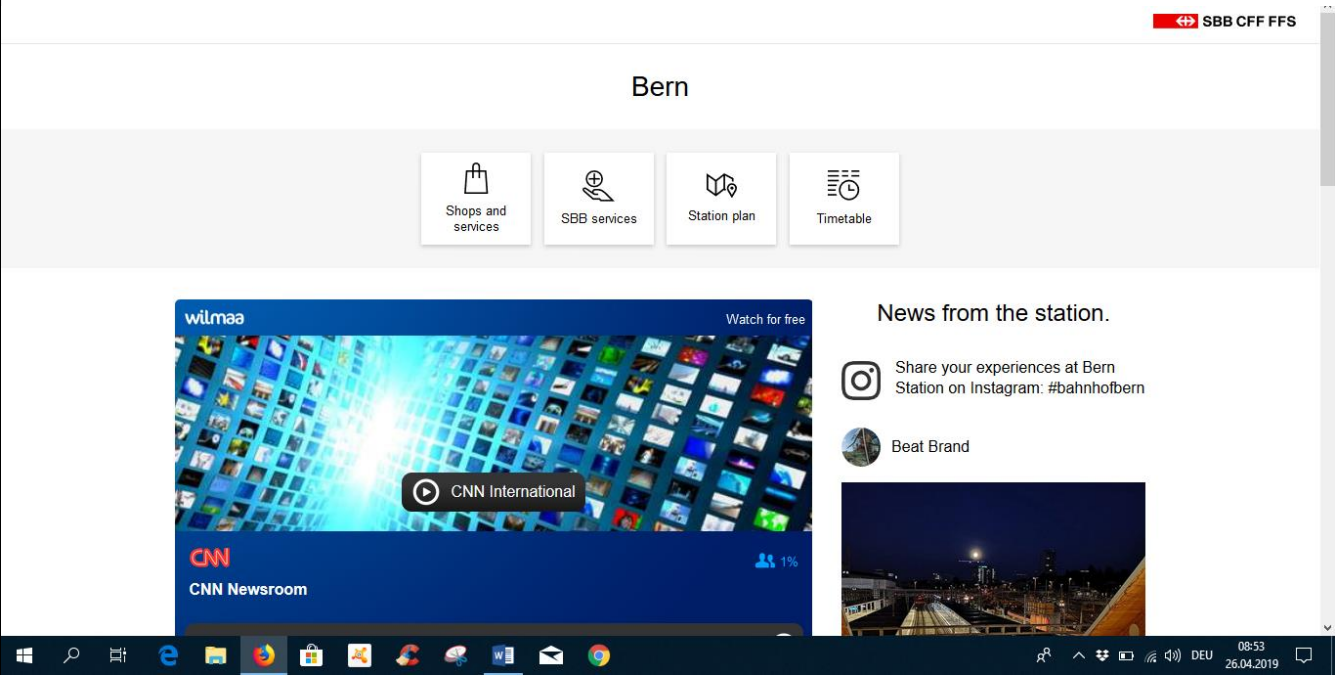 SBB CFF FFS
Bern
Shops and
services
SBB services
Station plan
Timetable
wilmaa
Watch for free
CNN International
CNN
1%
CNN Newsroom
News from the station.
Share your experiences at Bern
Station on Instagram: #bahnhofbern
Beat Brand
DEU
08:53
26.04.2019